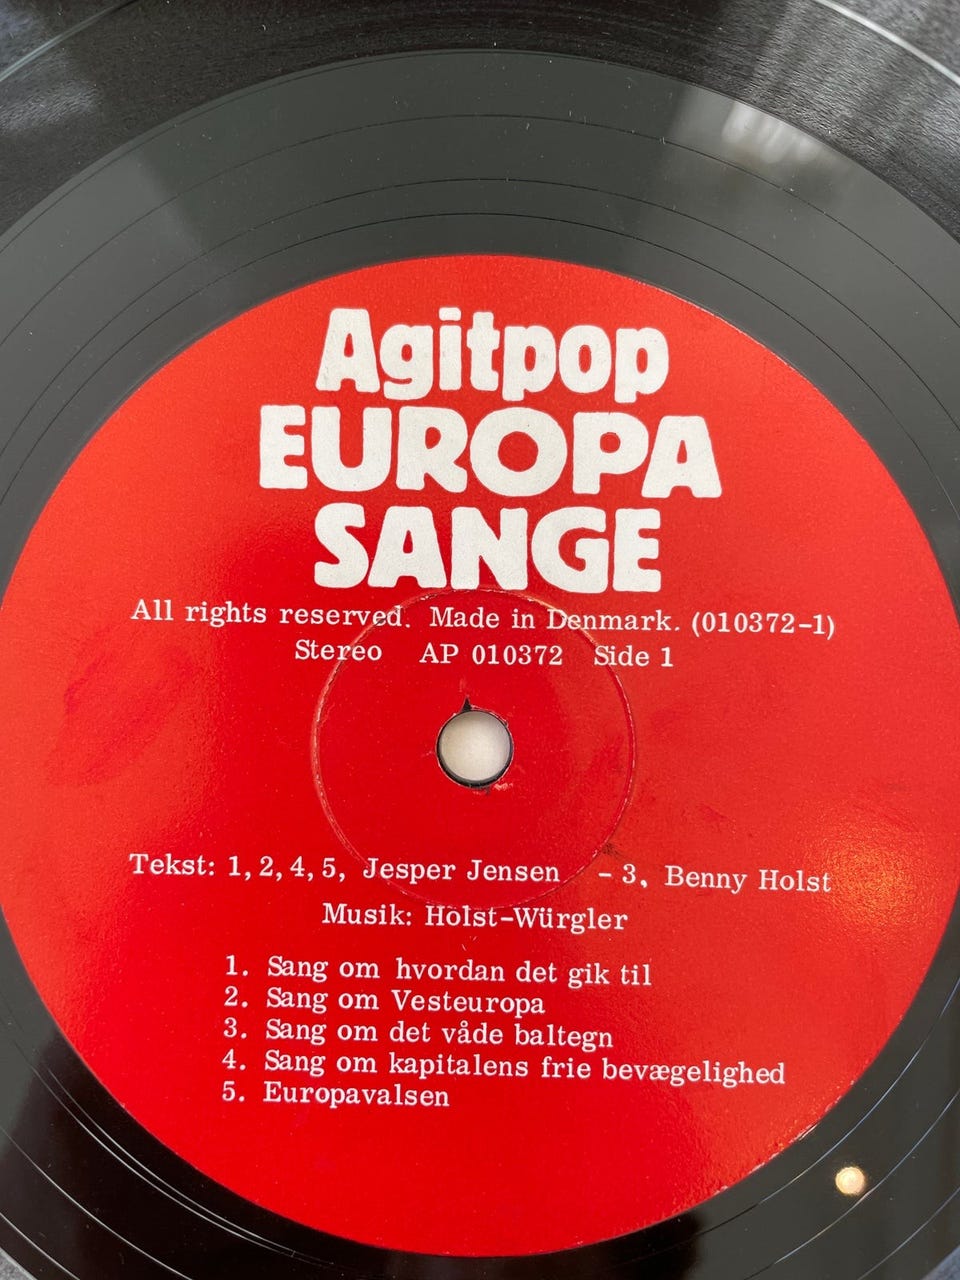 Agitpop
EUROPA
SANGE
All rights reserved. Made in Denmark. (010372-1)
Stereo AP 010372 Side 1
Tekst: 1, 2, 4, 5, Jesper Jensen - 3. Benny Holst
Musik: Holst-Würgler
1. Sang om hvordan det gik til
2. Sang om Vesteuropa
3. Sang om det våde baltegn
4. Sang om kapitalens frie bevægelighed
5. Europavalsen